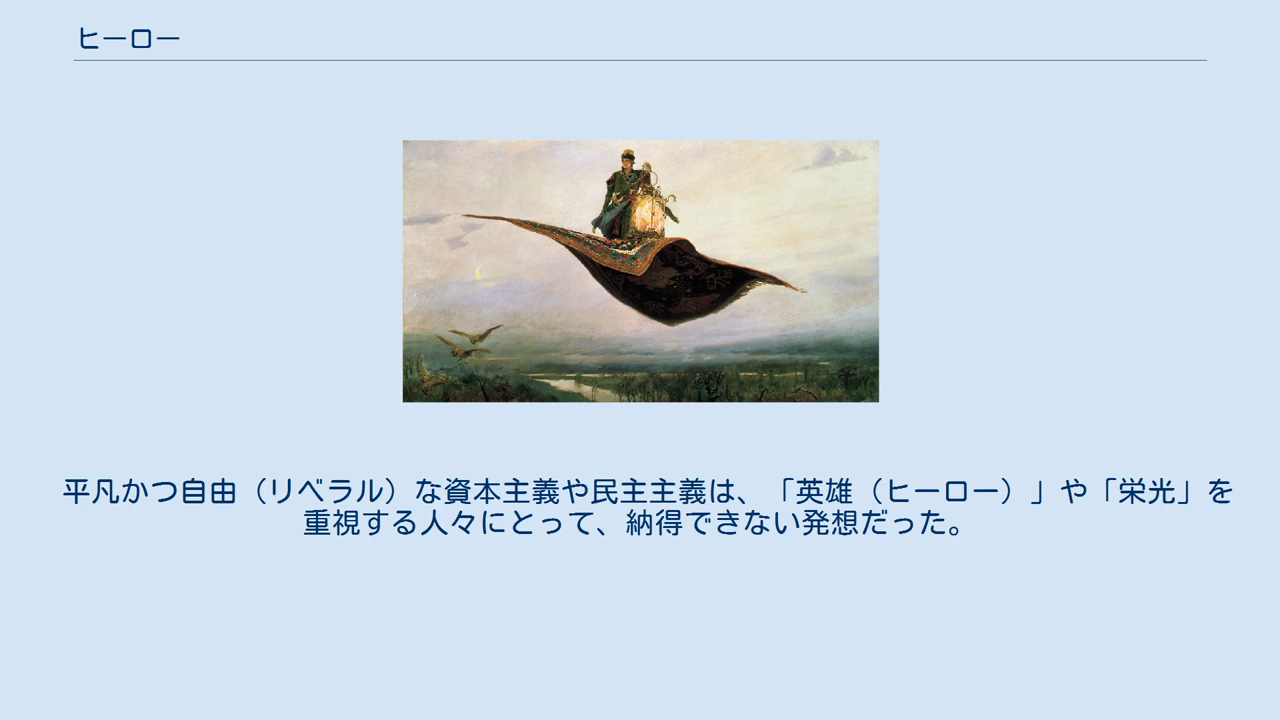 ヒーロー
平凡かつ自由（リベラル）な資本主義や民主主義は、「英雄（ヒーロー）」や「栄光」を
重視する人々にとって、納得できない発想だった。